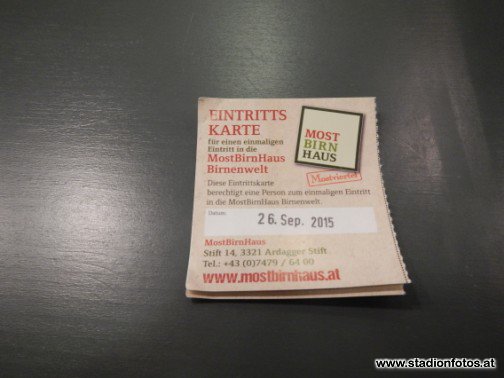 EINTRITTS
KARTE
für einen einmaligen
Eintritt in die
MostBirnHaus
Birnenwelt
MOST
BIRN
HAUS
Mostviertel
Diese Eintrittskarte
berechtigt eine Person zum einmaligen Eintritt
in die MostBirnHaus Birnenwelt.
Datum:
26. Sep. 2015
MostBirnHaus
Stift 14, 3321 Ardagger Stift
Tel.: +43 (0)7479 / 64 00
www.mostbirnhaus.at
www.stadionfotos.at